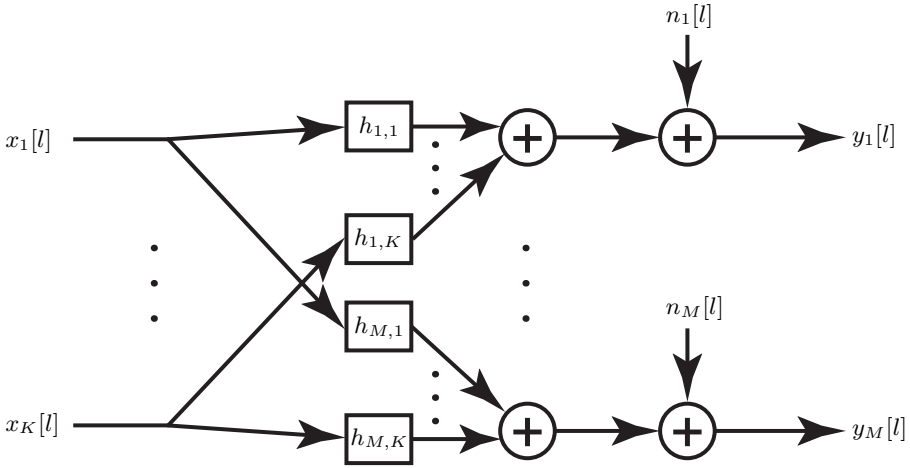 n_1[l]
x_1[l]
h_{1,1}
y_1[l]
h_{1,K}
h_{M,1}
n_M[l]
x_K[l]
h_{M,K}
y_M[l]